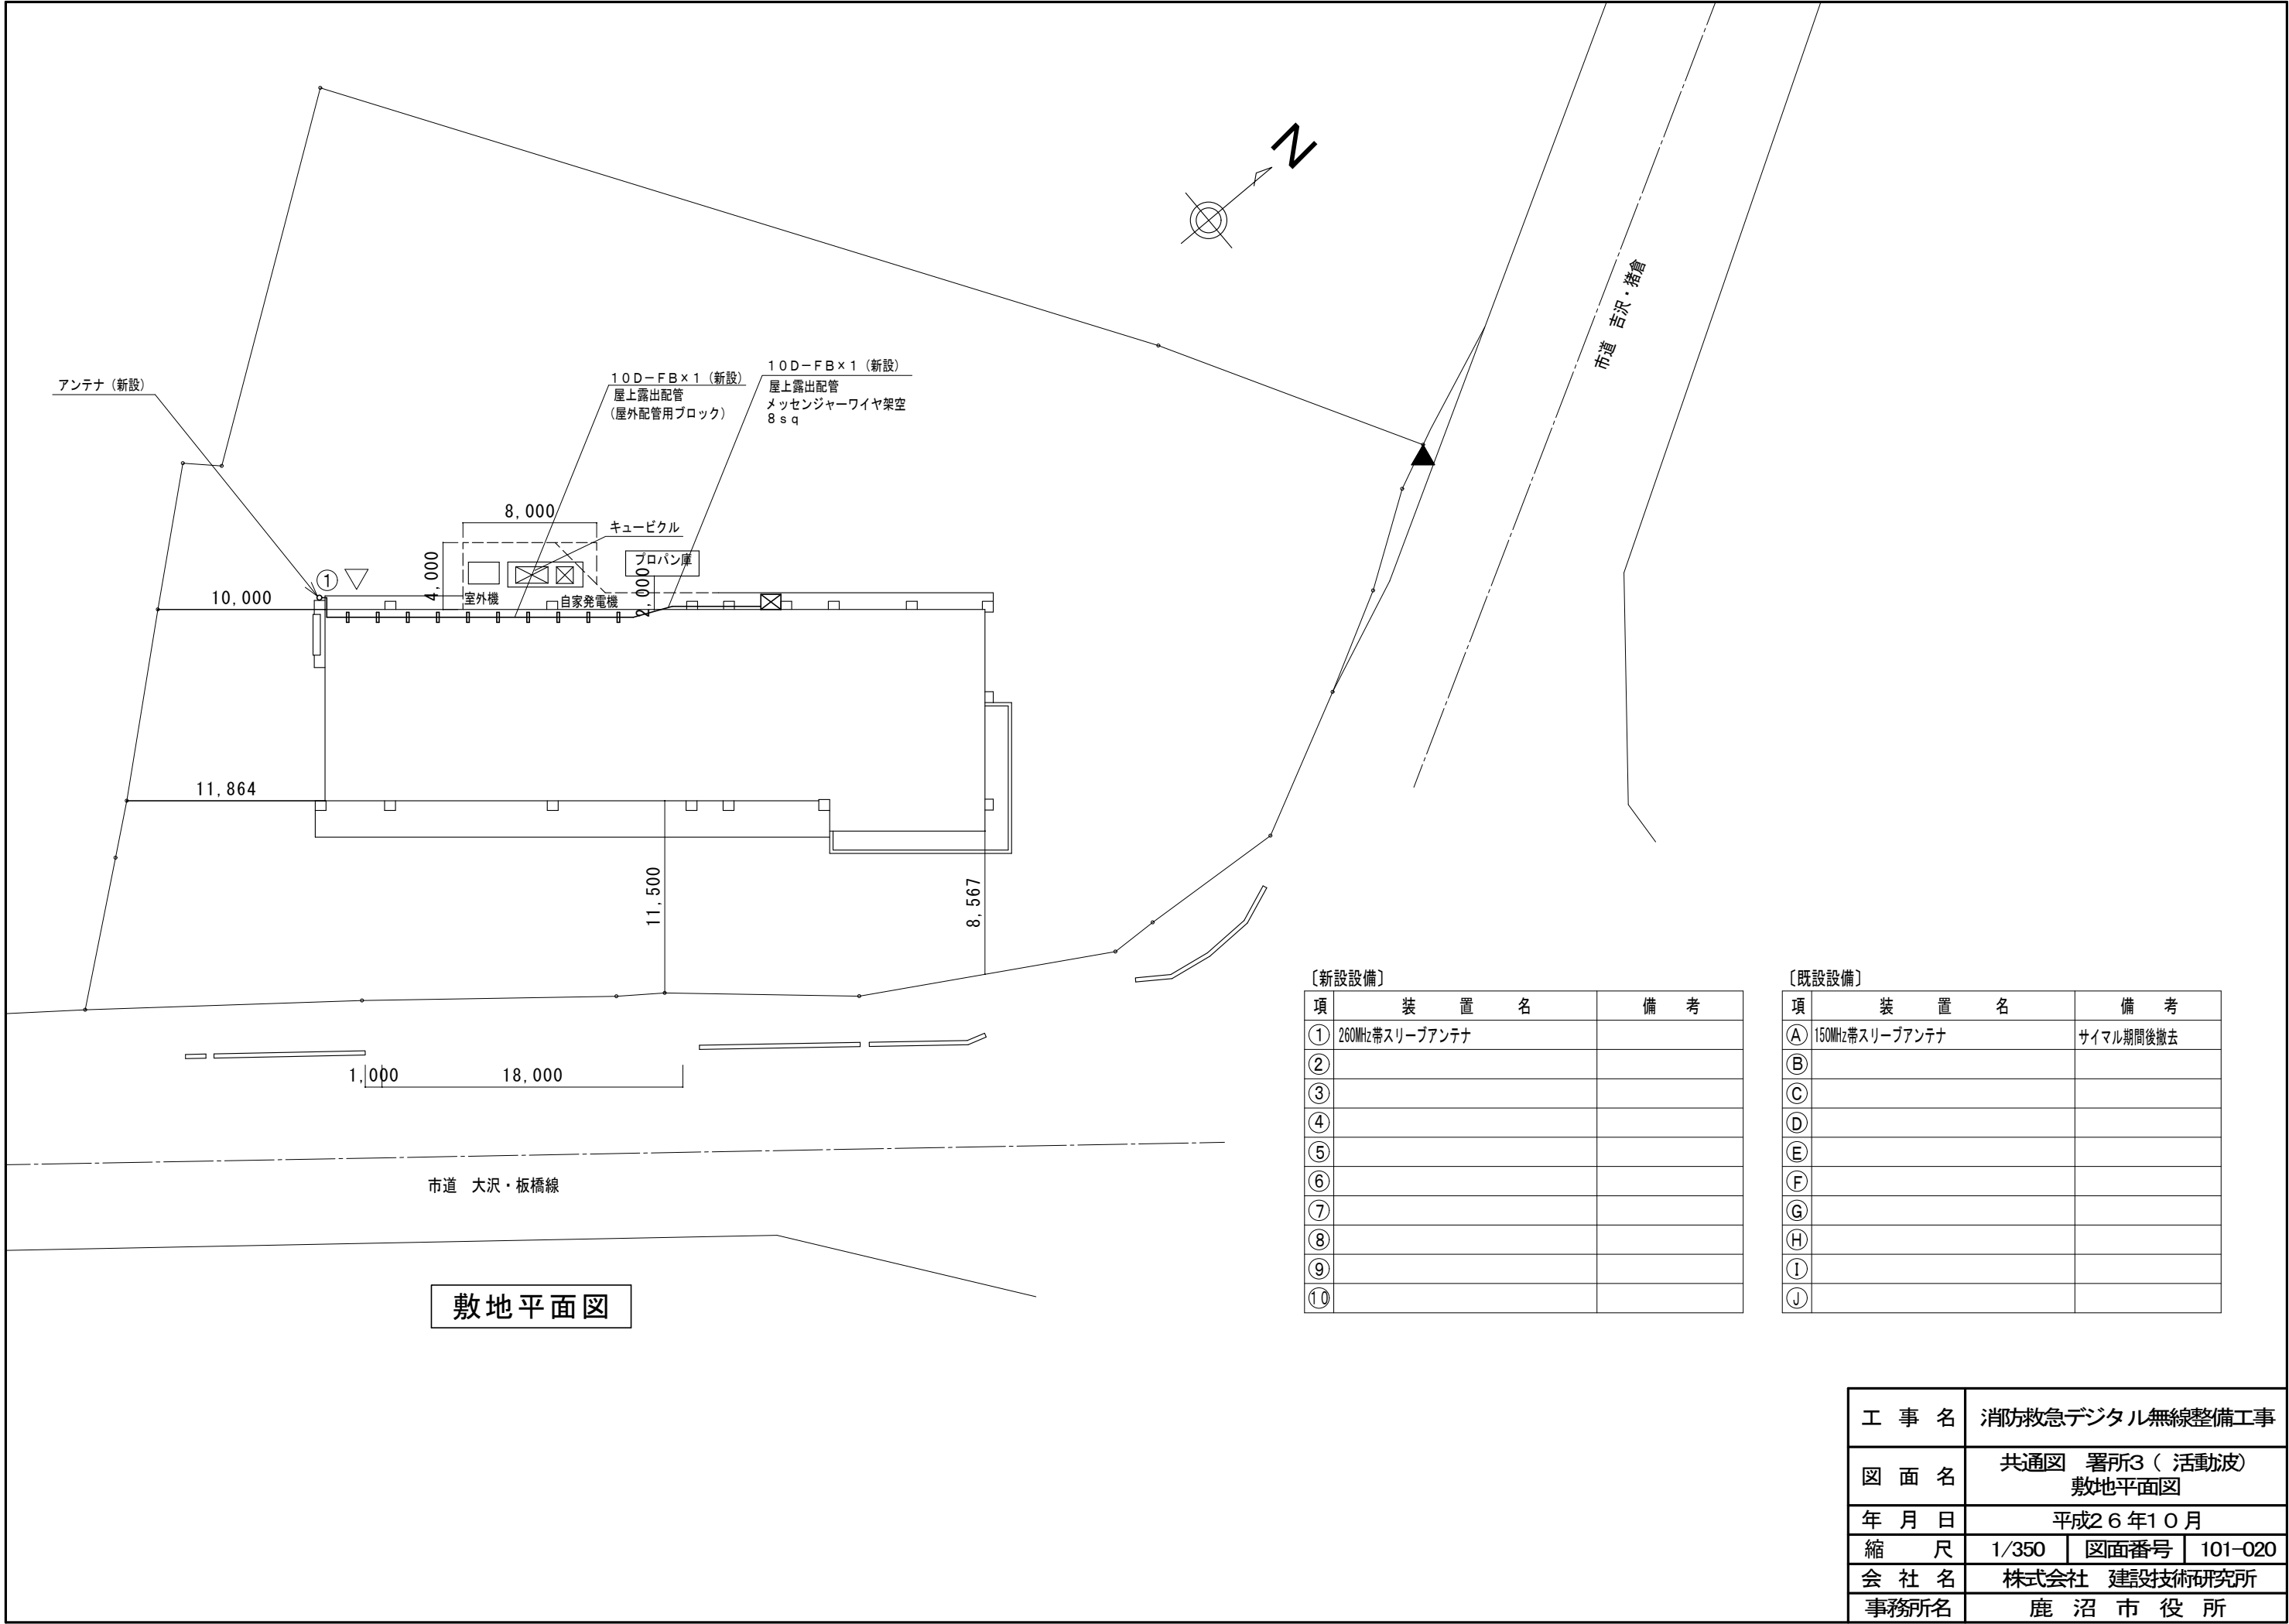 N
市道　吉沢・猪倉
アンテナ（新設）
１０Ｄ－ＦＢ×１（新設）
屋上露出配管
（屋外配管用ブロック）
１０Ｄ－ＦＢ×１（新設）
屋上露出配管
メッセンジャーワイヤ架空
８ｓｑ
8,000
キュービクル
プロパン庫
4,000
2,000
①
10,000
室外機
自家発電機
11,864
11,500
8,567
1,000
18,000
市道　大沢・板橋線
敷地平面図
〔新設設備〕
項 装置名 備考
① 260MHz帯スリーブアンテナ
②
③
④
⑤
⑥
⑦
⑧
⑨
⑩
〔既設設備〕
項 装置名 備考
Ⓐ 150MHz帯スリーブアンテナ サイマル期間後撤去
Ⓑ
Ⓒ
Ⓓ
Ⓔ
Ⓕ
Ⓖ
Ⓗ
Ⓘ
Ⓙ
工事名 消防救急デジタル無線整備工事
図面名 共通図　署所3（活動波）
敷地平面図
年月日 平成２６年１０月
縮尺 1/350 図面番号 101-020
会社名 株式会社　建設技術研究所
事務所名 鹿沼市役所